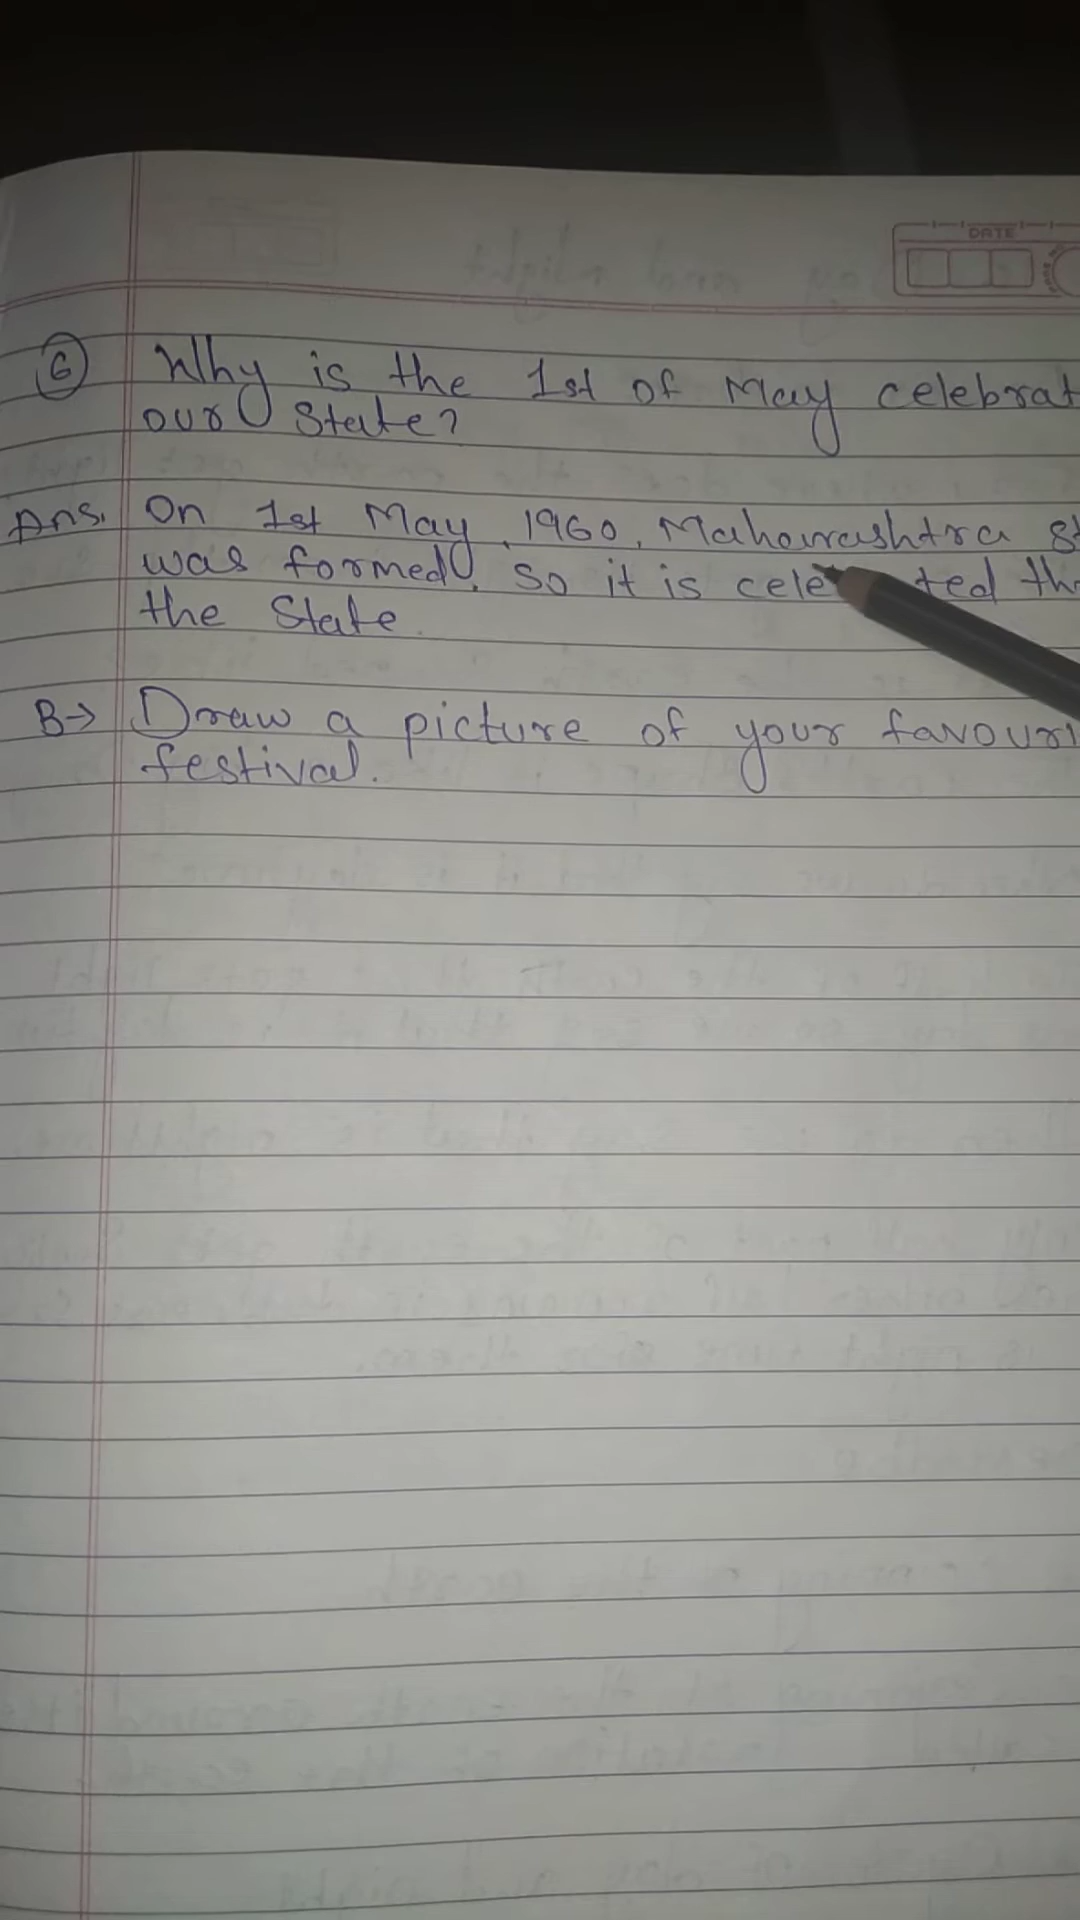 DATE
6 Why is the 1st of May celebrat
our State?
Ans. On 1st May, 1960, Maharashtra st
was formed. So it is cele ted th
the State.
B→ Draw a picture of your favouri
festival.